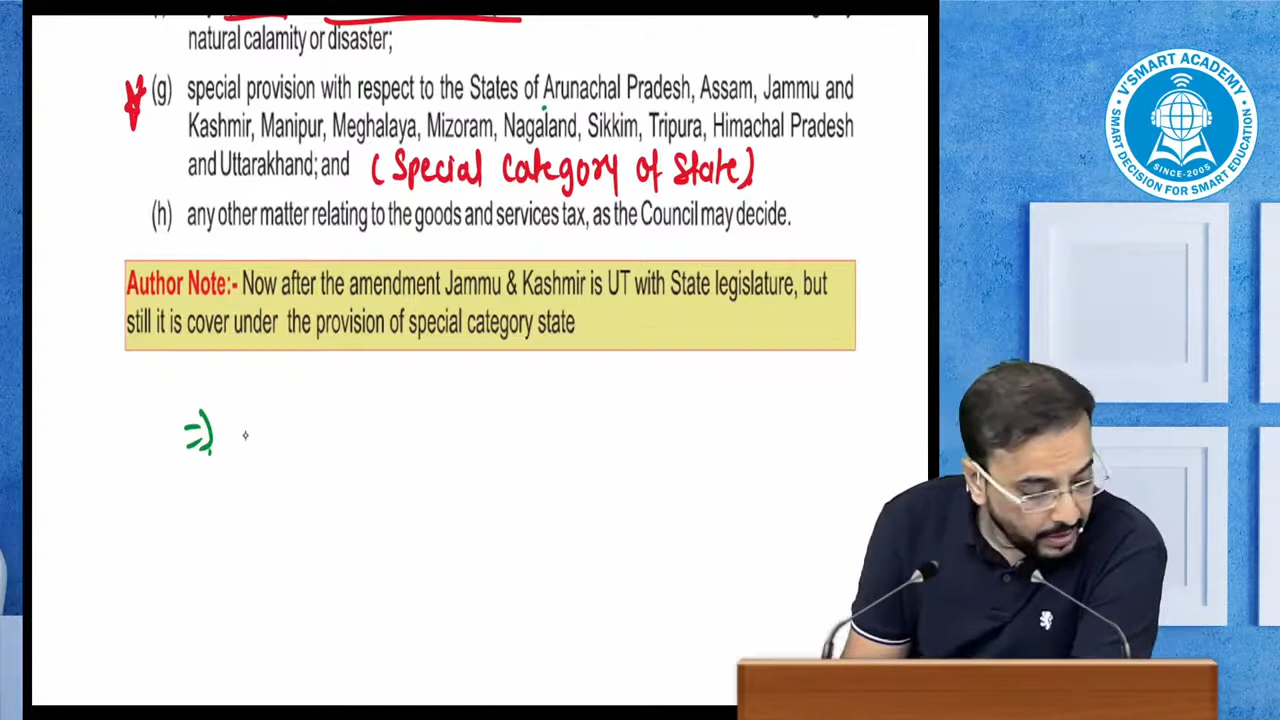 natural calamity or disaster;
(g) special provision with respect to the States of Arunachal Pradesh, Assam, Jammu and
Kashmir, Manipur, Meghalaya, Mizoram, Nagaland, Sikkim, Tripura, Himachal Pradesh
and Uttarakhand; and (Special Category of State)
(h) any other matter relating to the goods and services tax, as the Council may decide.
Author Note:- Now after the amendment Jammu & Kashmir is UT with State legislature, but
still it is cover under the provision of special category state
V'SMART ACADEMY
SINCE-2005
SMART DECISION FOR SMART EDUCATION